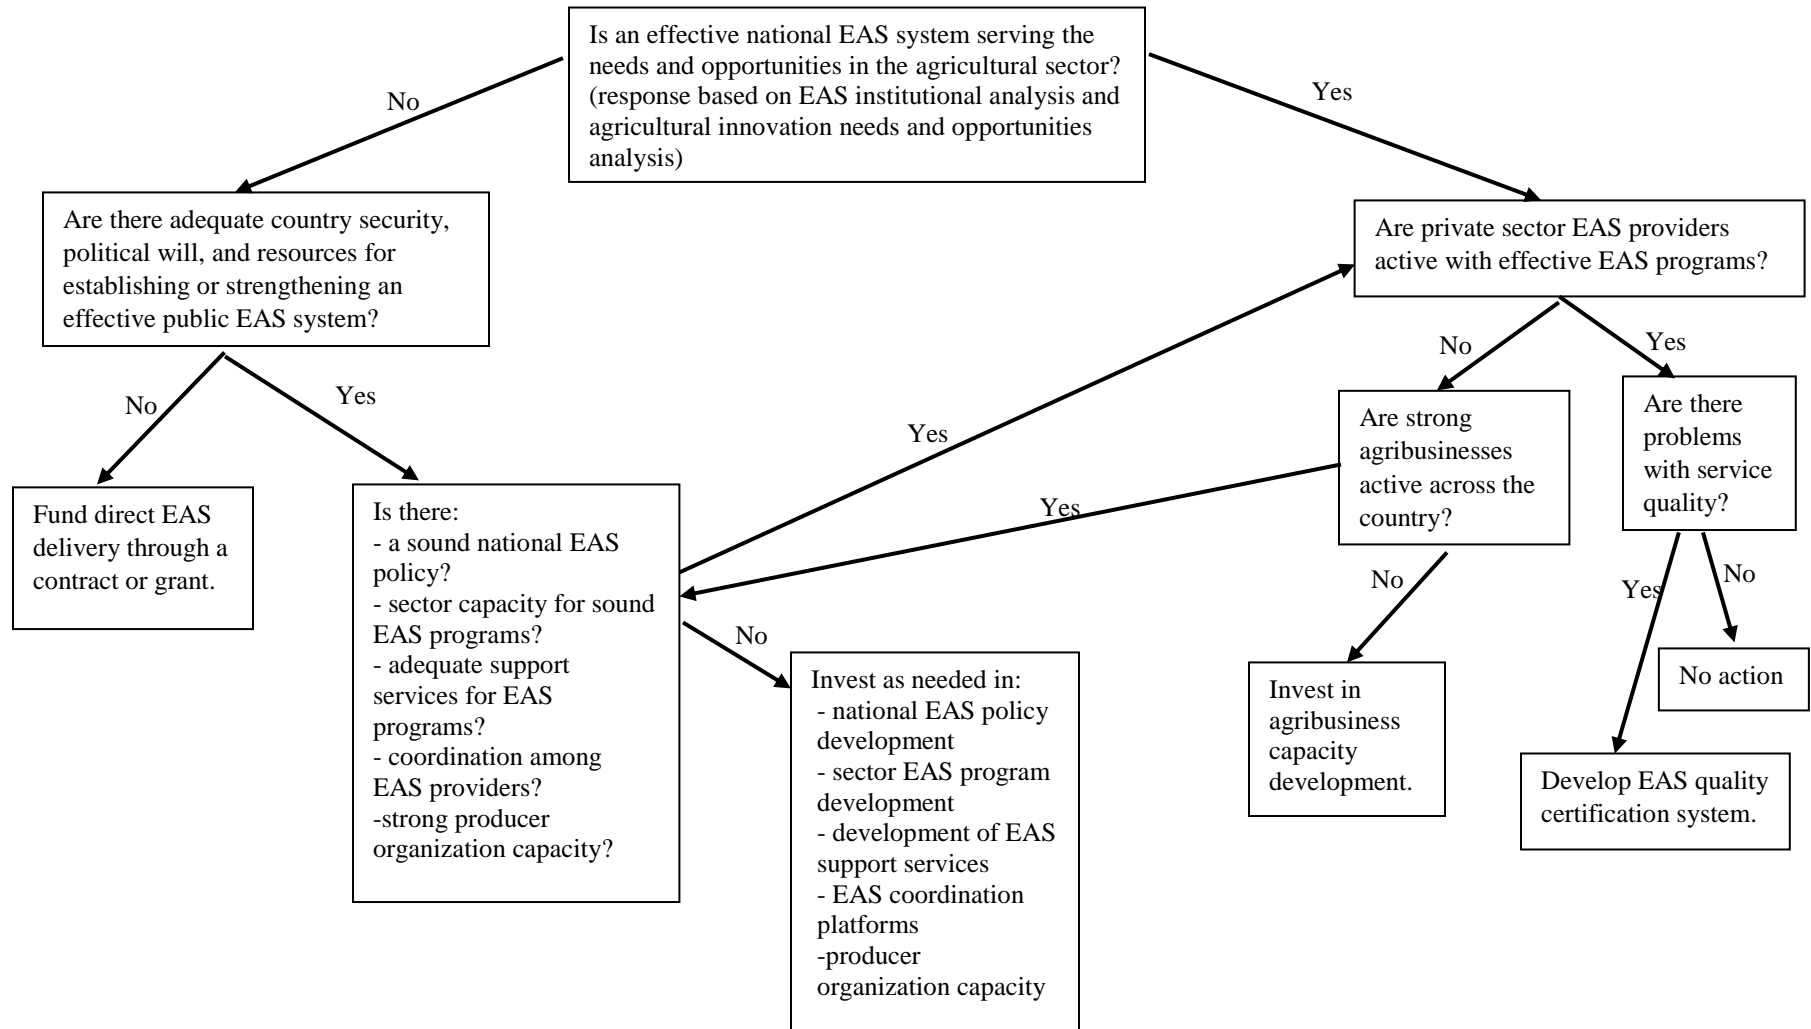 Is an effective national EAS system serving the
needs and opportunities in the agricultural sector?
(response based on EAS institutional analysis and
agricultural innovation needs and opportunities
analysis)
No
Yes
Are there adequate country security,
political will, and resources for
establishing or strengthening an
effective public EAS system?
Are private sector EAS providers
active with effective EAS programs?
No
Yes
No
Yes
Fund direct EAS
delivery through a
contract or grant.
Is there:
- a sound national EAS
policy?
- sector capacity for sound
EAS programs?
- adequate support
services for EAS
programs?
- coordination among
EAS providers?
-strong producer
organization capacity?
Yes
Yes
No
Invest as needed in:
- national EAS policy
development
- sector EAS program
development
- development of EAS
support services
- EAS coordination
platforms
-producer
organization capacity
Are strong
agribusinesses
active across the
country?
No
Invest in
agribusiness
capacity
development.
Are there
problems
with service
quality?
Yes
No
No action
Develop EAS quality
certification system.